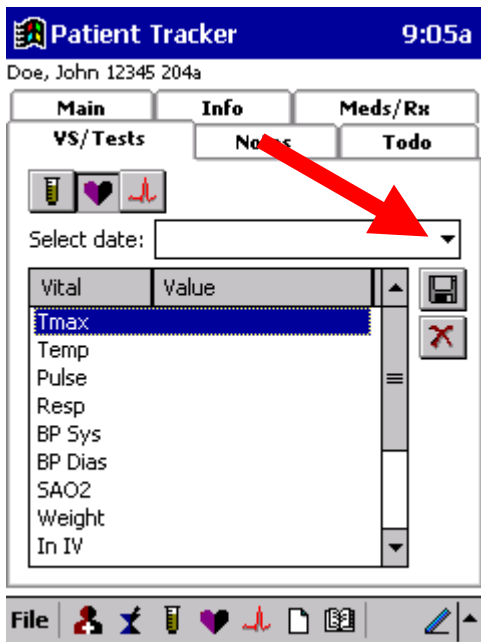 Patient Tracker 9:05a
Doe, John 12345 204a
Main Info Meds/Rx
VS/Tests Notes Todo
Select date:
Vital Value
Tmax
Temp
Pulse
Resp
BP Sys
BP Dias
SAO2
Weight
In IV
File